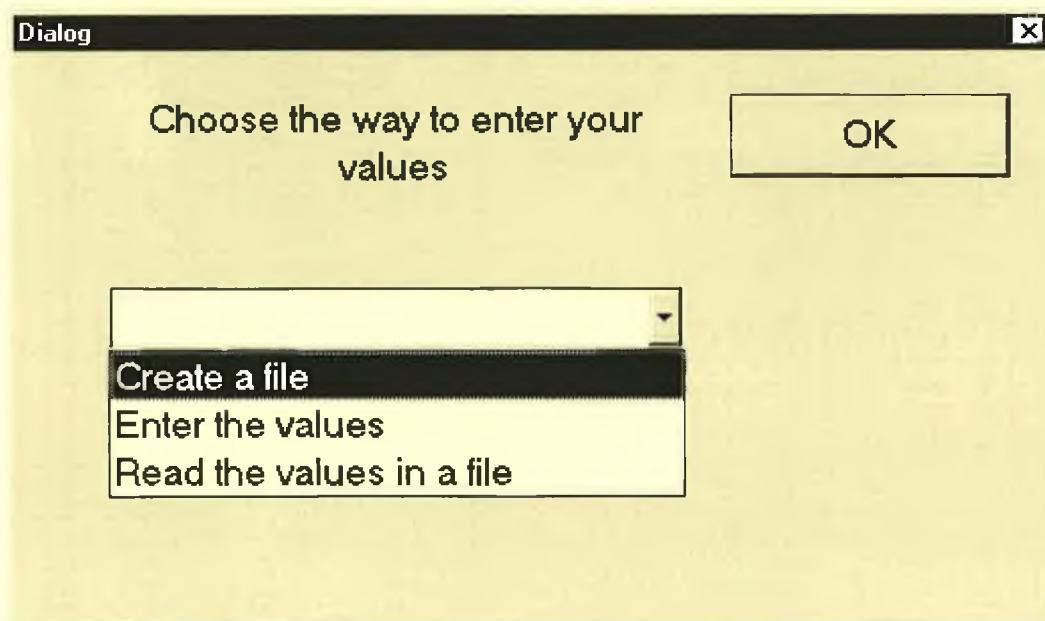 Dialog
Choose the way to enter your
values
OK
Create a file
Enter the values
Read the values in a file